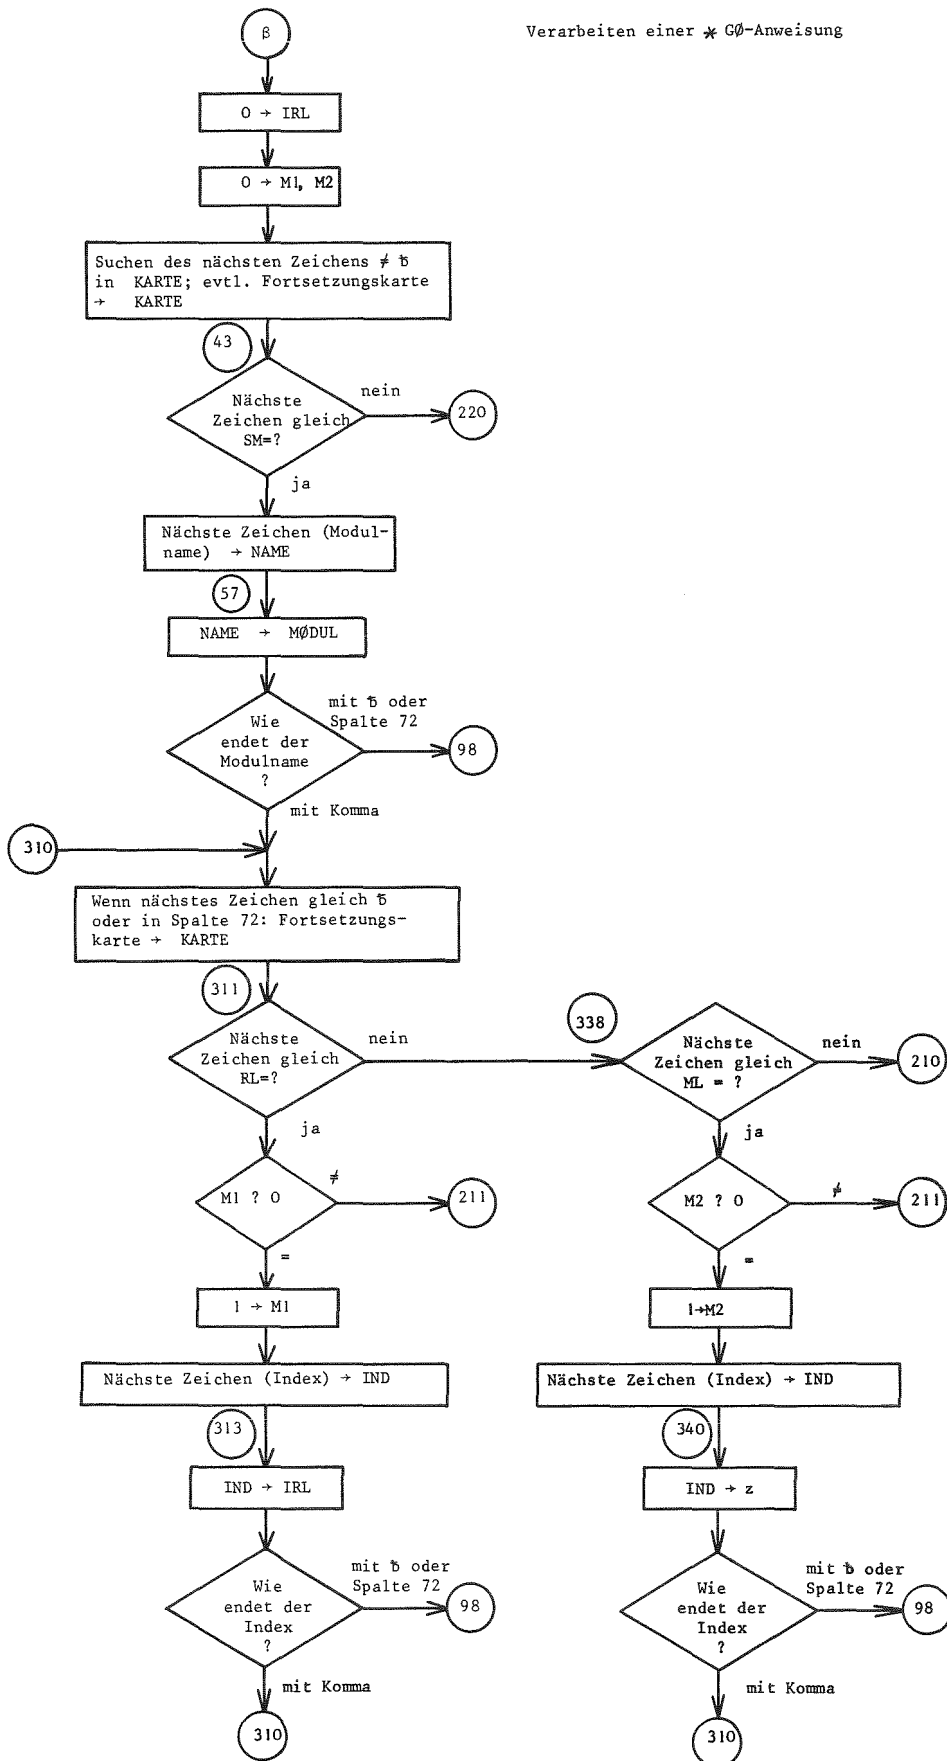 β
Verarbeiten einer * GØ-Anweisung
0 → IRL
0 → M1, M2
Suchen des nächsten Zeichens ≠ ƀ
in KARTE; evtl. Fortsetzungskarte
→ KARTE
43
Nächste
Zeichen gleich
SM=?
nein
220
ja
Nächste Zeichen (Modul-
name) → NAME
57
NAME → MØDUL
Wie
endet der
Modulname
?
mit ƀ oder
Spalte 72
98
mit Komma
310
Wenn nächstes Zeichen gleich ƀ
oder in Spalte 72: Fortsetzungs-
karte → KARTE
311
Nächste
Zeichen gleich
RL=?
nein
338
Nächste
Zeichen gleich
ML = ?
nein
210
ja
ja
M1 ? 0
≠
211
M2 ? 0
≠
211
=
=
1 → M1
1→M2
Nächste Zeichen (Index) → IND
Nächste Zeichen (Index) → IND
313
340
IND → IRL
IND → z
Wie
endet der
Index
?
mit ƀ oder
Spalte 72
98
Wie
endet der
Index
?
mit ƀ oder
Spalte 72
98
mit Komma
mit Komma
310
310